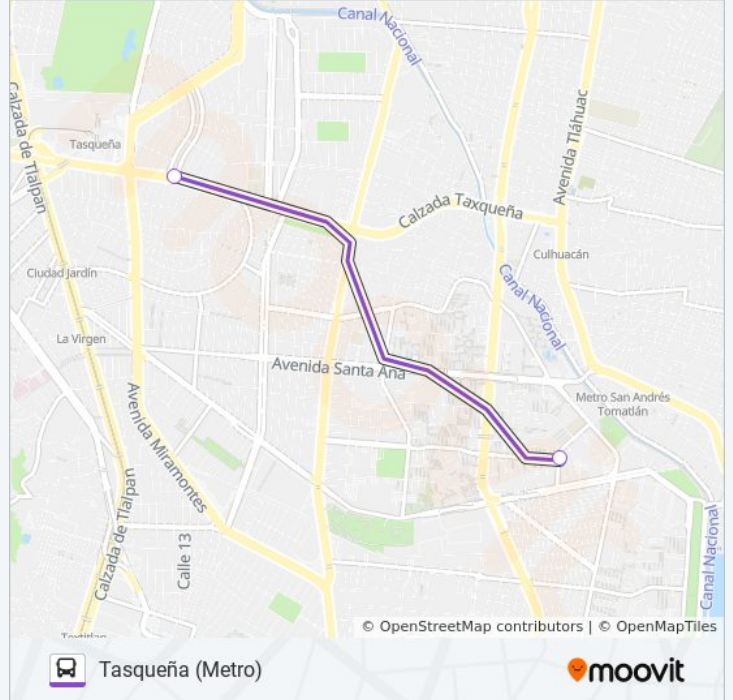 Canal Nacional
Calzada de Tlalpan
Avenida Tláhuac
Tasqueña
Calzada Taxqueña
Culhuacán
Ciudad Jardín
Canal Nacional
La Virgen
Avenida Santa Ana
Metro San Andrés
Tomatlán
Avenida Miramontes
Calzada de Tlalpan
Calle 13
Canal Nacional
© OpenStreetMap contributors | © OpenMapTiles
Tasqueña (Metro)
moovit